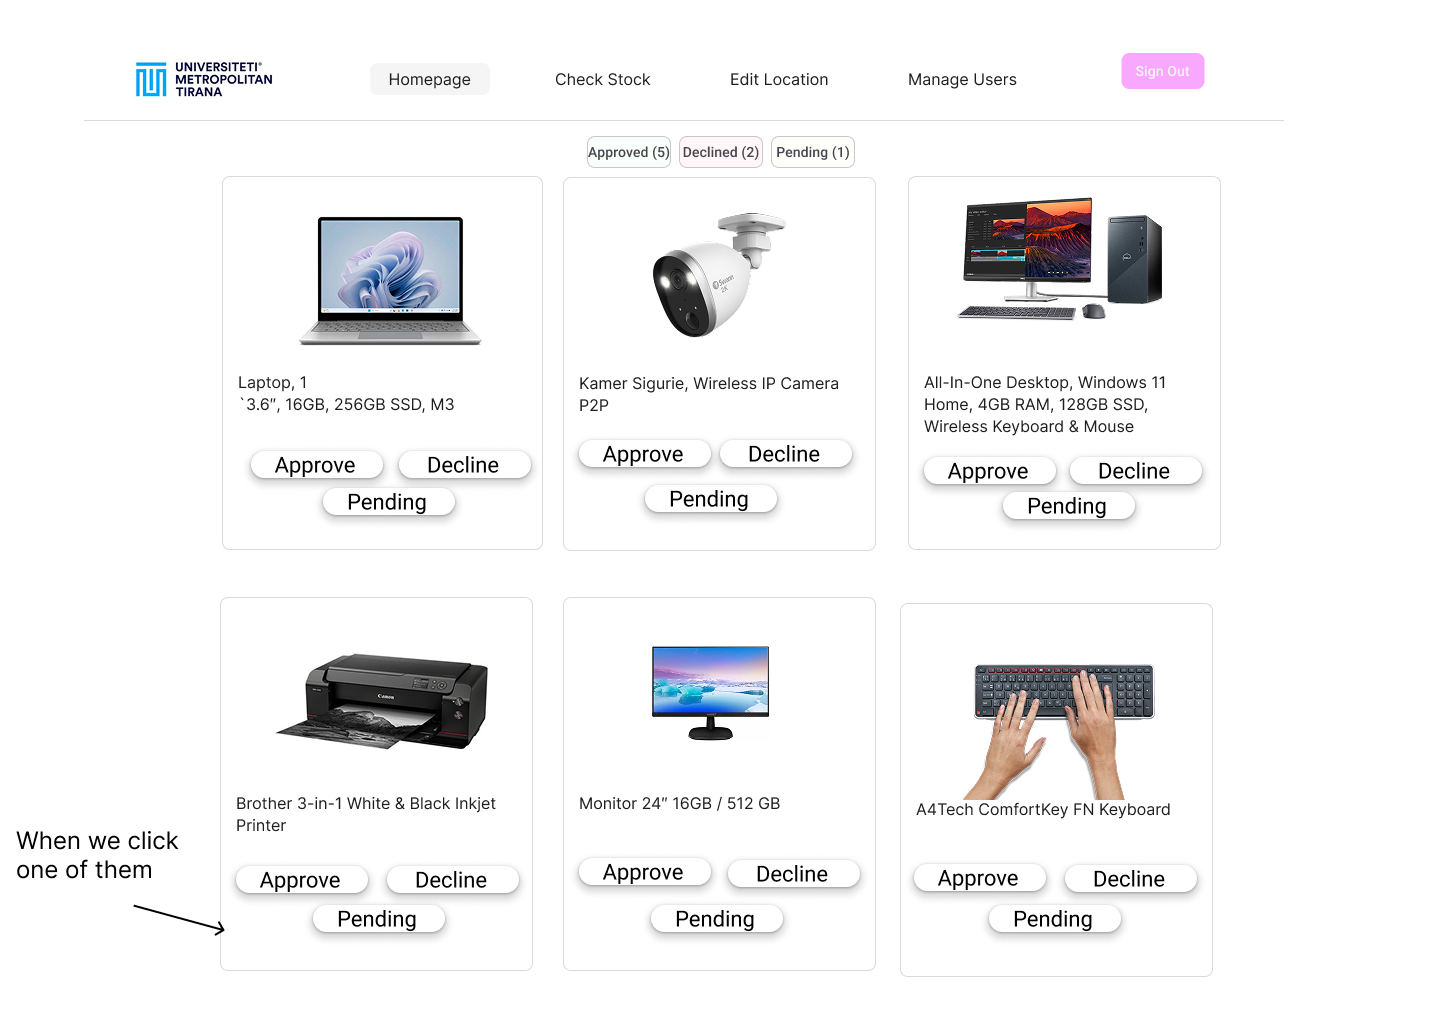 UNIVERSITETI®
METROPOLITAN
TIRANA
Homepage
Check Stock
Edit Location
Manage Users
Sign Out
Approved (5)
Declined (2)
Pending (1)
Swann
2K
DELL
Laptop, 1
`3.6", 16GB, 256GB SSD, M3
Approve
Decline
Pending
Kamer Sigurie, Wireless IP Camera
P2P
Approve
Decline
Pending
All-In-One Desktop, Windows 11
Home, 4GB RAM, 128GB SSD,
Wireless Keyboard & Mouse
Approve
Decline
Pending
Canon
Brother 3-in-1 White & Black Inkjet
Printer
Approve
Decline
Pending
Monitor 24" 16GB / 512 GB
Approve
Decline
Pending
A4Tech ComfortKey FN Keyboard
Approve
Decline
Pending
When we click
one of them